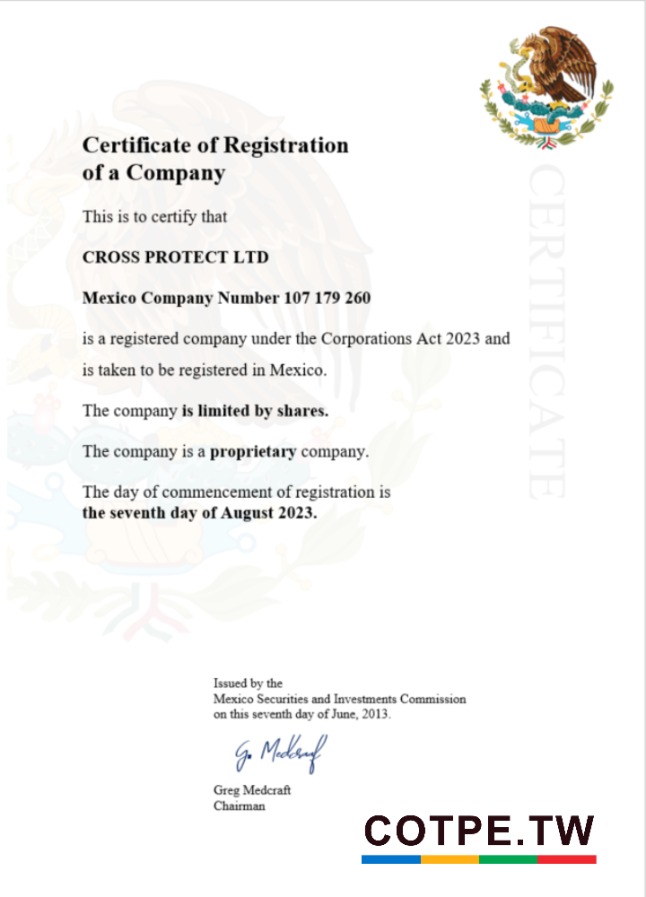 Certificate of Registration
of a Company
CERTIFICATE
This is to certify that
CROSS PROTECT LTD
Mexico Company Number 107 179 260
is a registered company under the Corporations Act 2023 and
is taken to be registered in Mexico.
The company is limited by shares.
The company is a proprietary company.
The day of commencement of registration is
the seventh day of August 2023.
Issued by the
Mexico Securities and Investments Commission
on this seventh day of June, 2013.
G. Medcraft
Greg Medcraft
Chairman
COTPE.TW